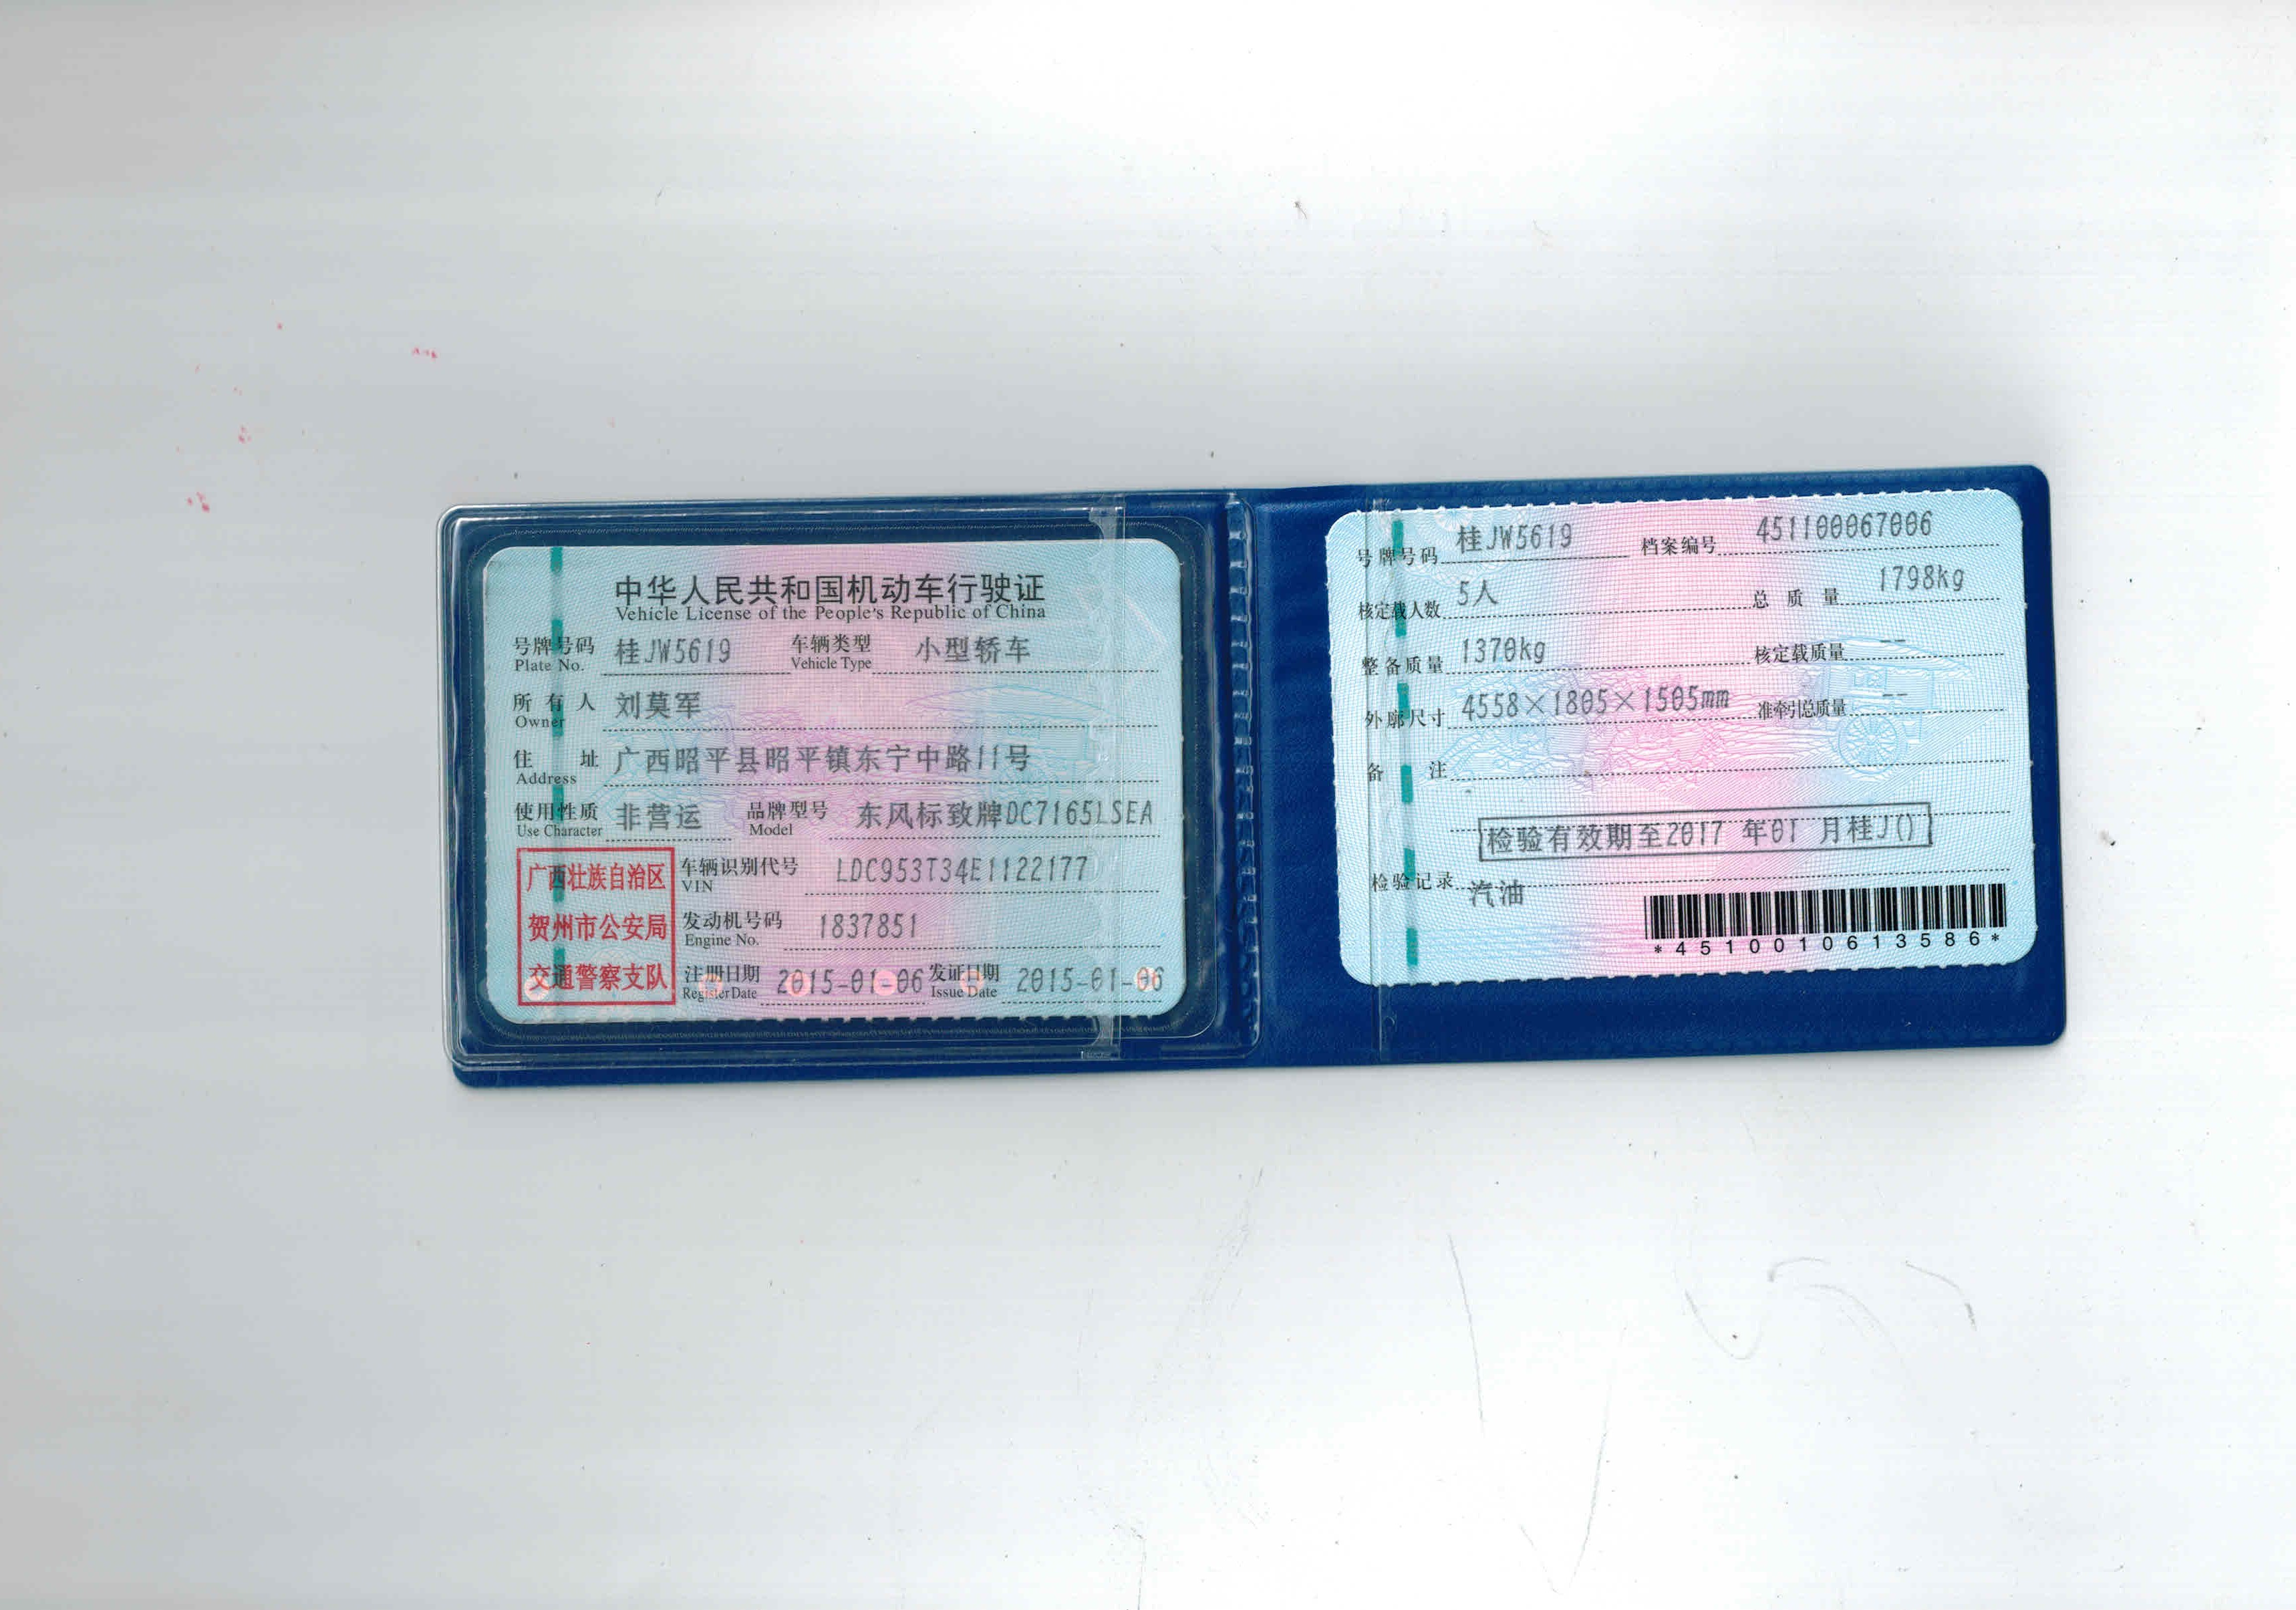 中华人民共和国机动车行驶证
Vehicle License of the People's Republic of China
号牌号码 桂JW5619 车辆类型 小型轿车
Plate No. Vehicle Type
所有人 刘莫军
Owner
住址 广西昭平县昭平镇东宁中路11号
Address
使用性质 非营运 品牌型号 东风标致牌DC7165LSEA
Use Character Model
广西壮族自治区
贺州市公安局
交通警察支队
车辆识别代号 LDC953T34E1122177
VIN
发动机号码 1837851
Engine No.
注册日期 2015-01-06 发证日期 2015-01-06
Register Date Issue Date
号牌号码 桂JW5619 档案编号 451100067006
核定载人数 5人 总质量 1798kg
整备质量 1370kg 核定载质量 --
外廓尺寸 4558×1805×1505mm 准牵引总质量 --
备注
检验有效期至2017 年01 月桂J()
检验记录 汽油
*4510010613586*